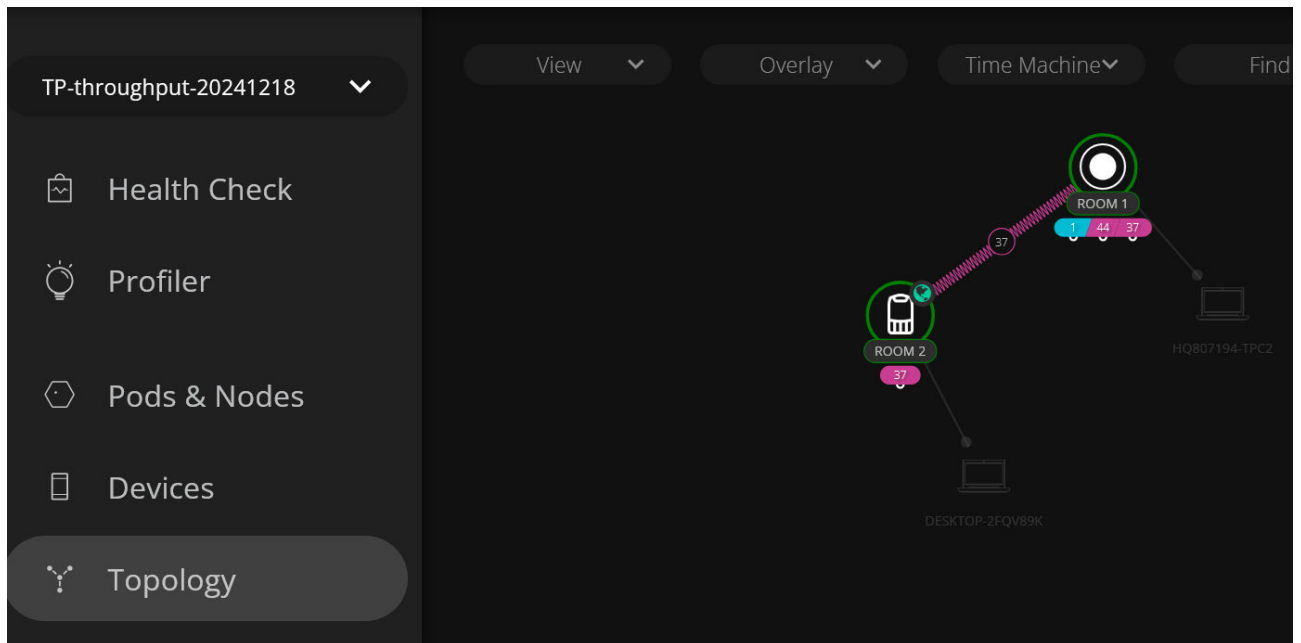 TP-throughput-20241218
Health Check
Profiler
Pods & Nodes
Devices
Topology
View
Overlay
Time Machine
Find
ROOM 1
1 44 37
37
ROOM 2
37
HQ807194-TPC2
DESKTOP-2FQV89K